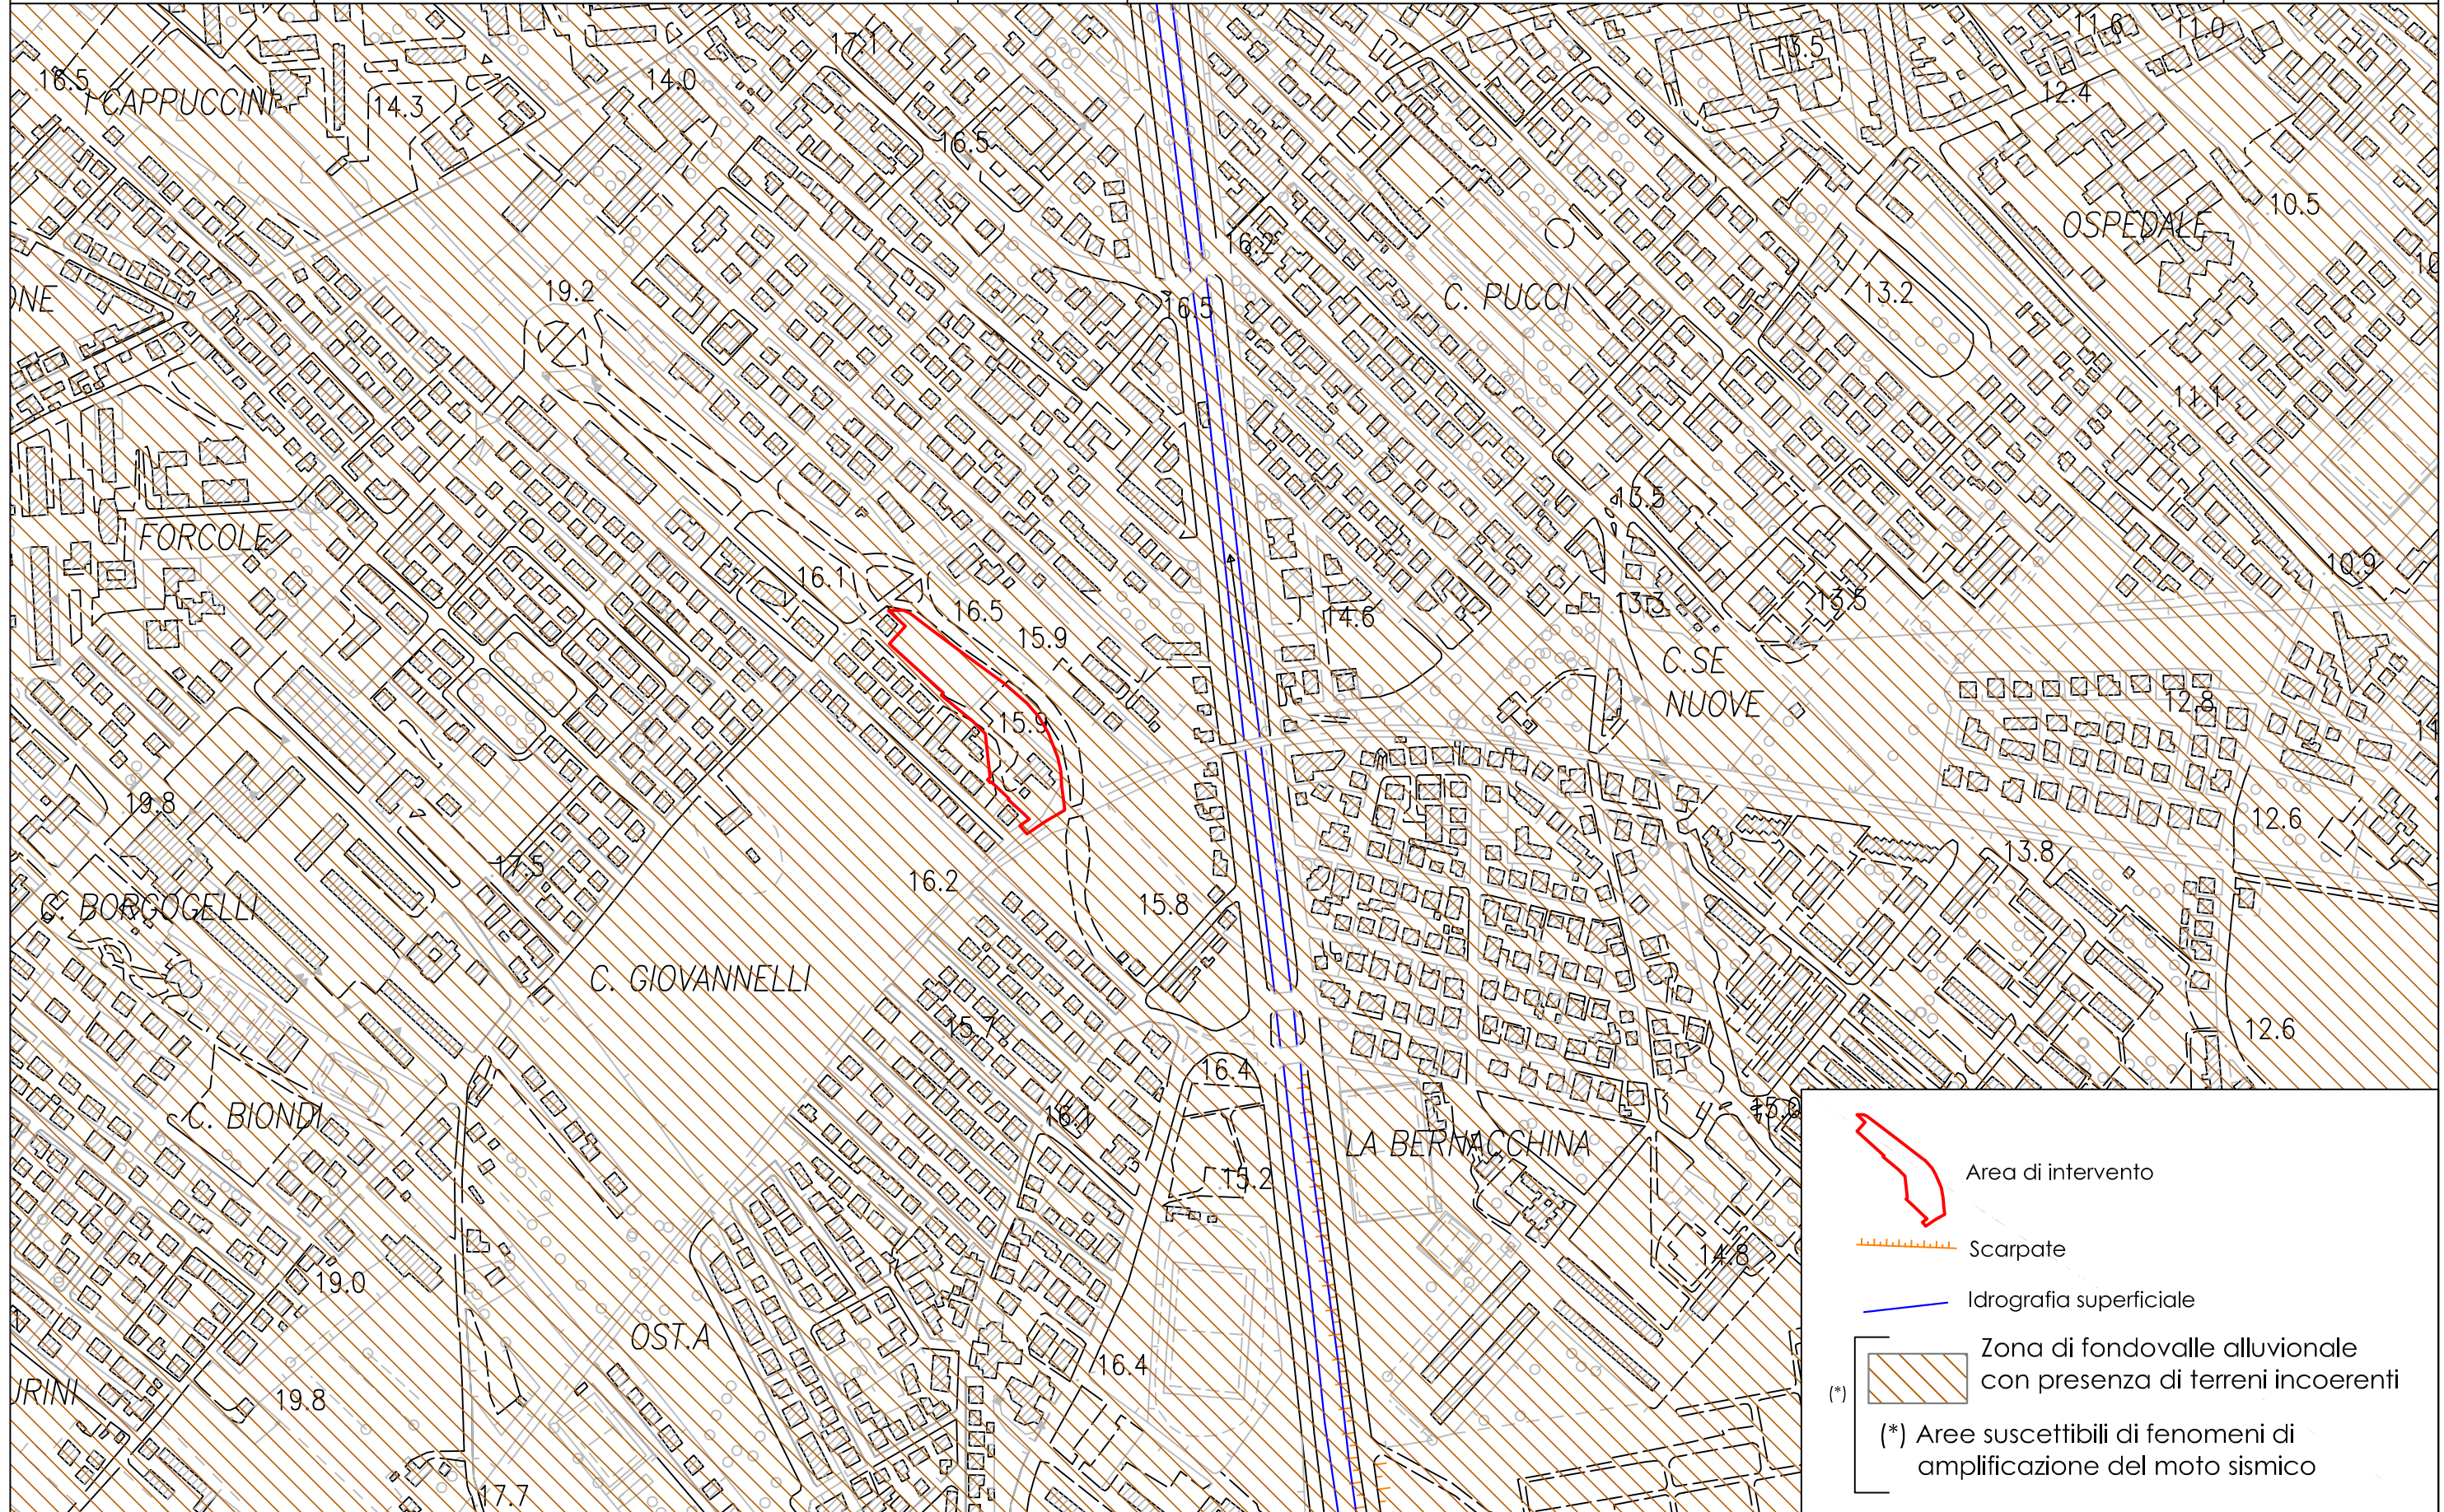 17.1
13.5
11.6
11.0
16.5
I CAPPUCCINI
14.3
14.0
12.4
16.5
10.5
OSPEDALE
16.2
19.2
16.5
C. PUCCI
13.2
11.1
13.5
FORCOLE
10.9
16.1
16.5
14.6
13.3
13.5
15.9
C.SE
NUOVE
15.9
12.8
19.8
12.6
17.5
13.8
16.2
15.8
C. BORGOGELLI
C. GIOVANNELLI
15.7
12.6
16.4
C. BIONDI
16.1
LA BERNACCHINA
15.2
14.8
19.0
OST.A
16.4
19.8
17.7
Area di intervento
Scarpate
Idrografia superficiale
Zona di fondovalle alluvionale
con presenza di terreni incoerenti
(*)
(*) Aree suscettibili di fenomeni di
amplificazione del moto sismico